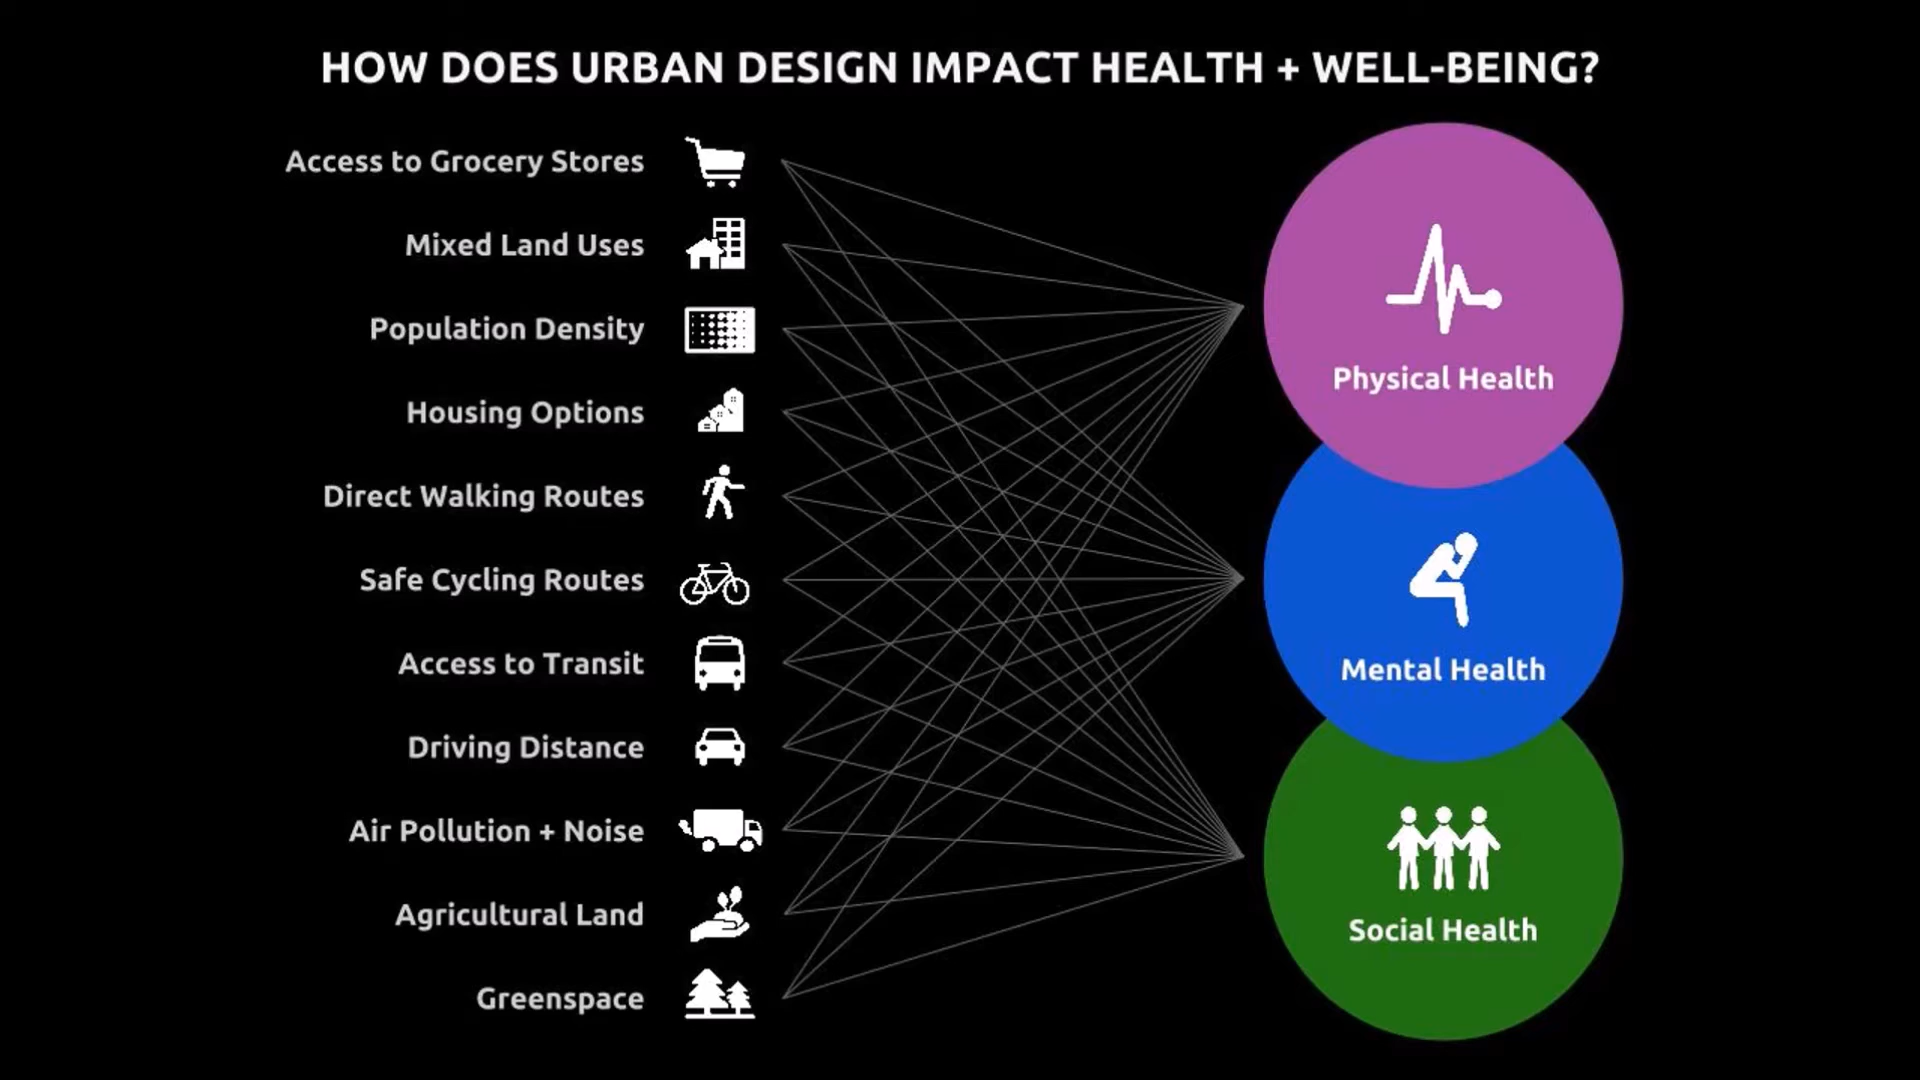 HOW DOES URBAN DESIGN IMPACT HEALTH + WELL-BEING?
Access to Grocery Stores
Mixed Land Uses
Population Density
Housing Options
Direct Walking Routes
Safe Cycling Routes
Access to Transit
Driving Distance
Air Pollution + Noise
Agricultural Land
Greenspace
Physical Health
Mental Health
Social Health